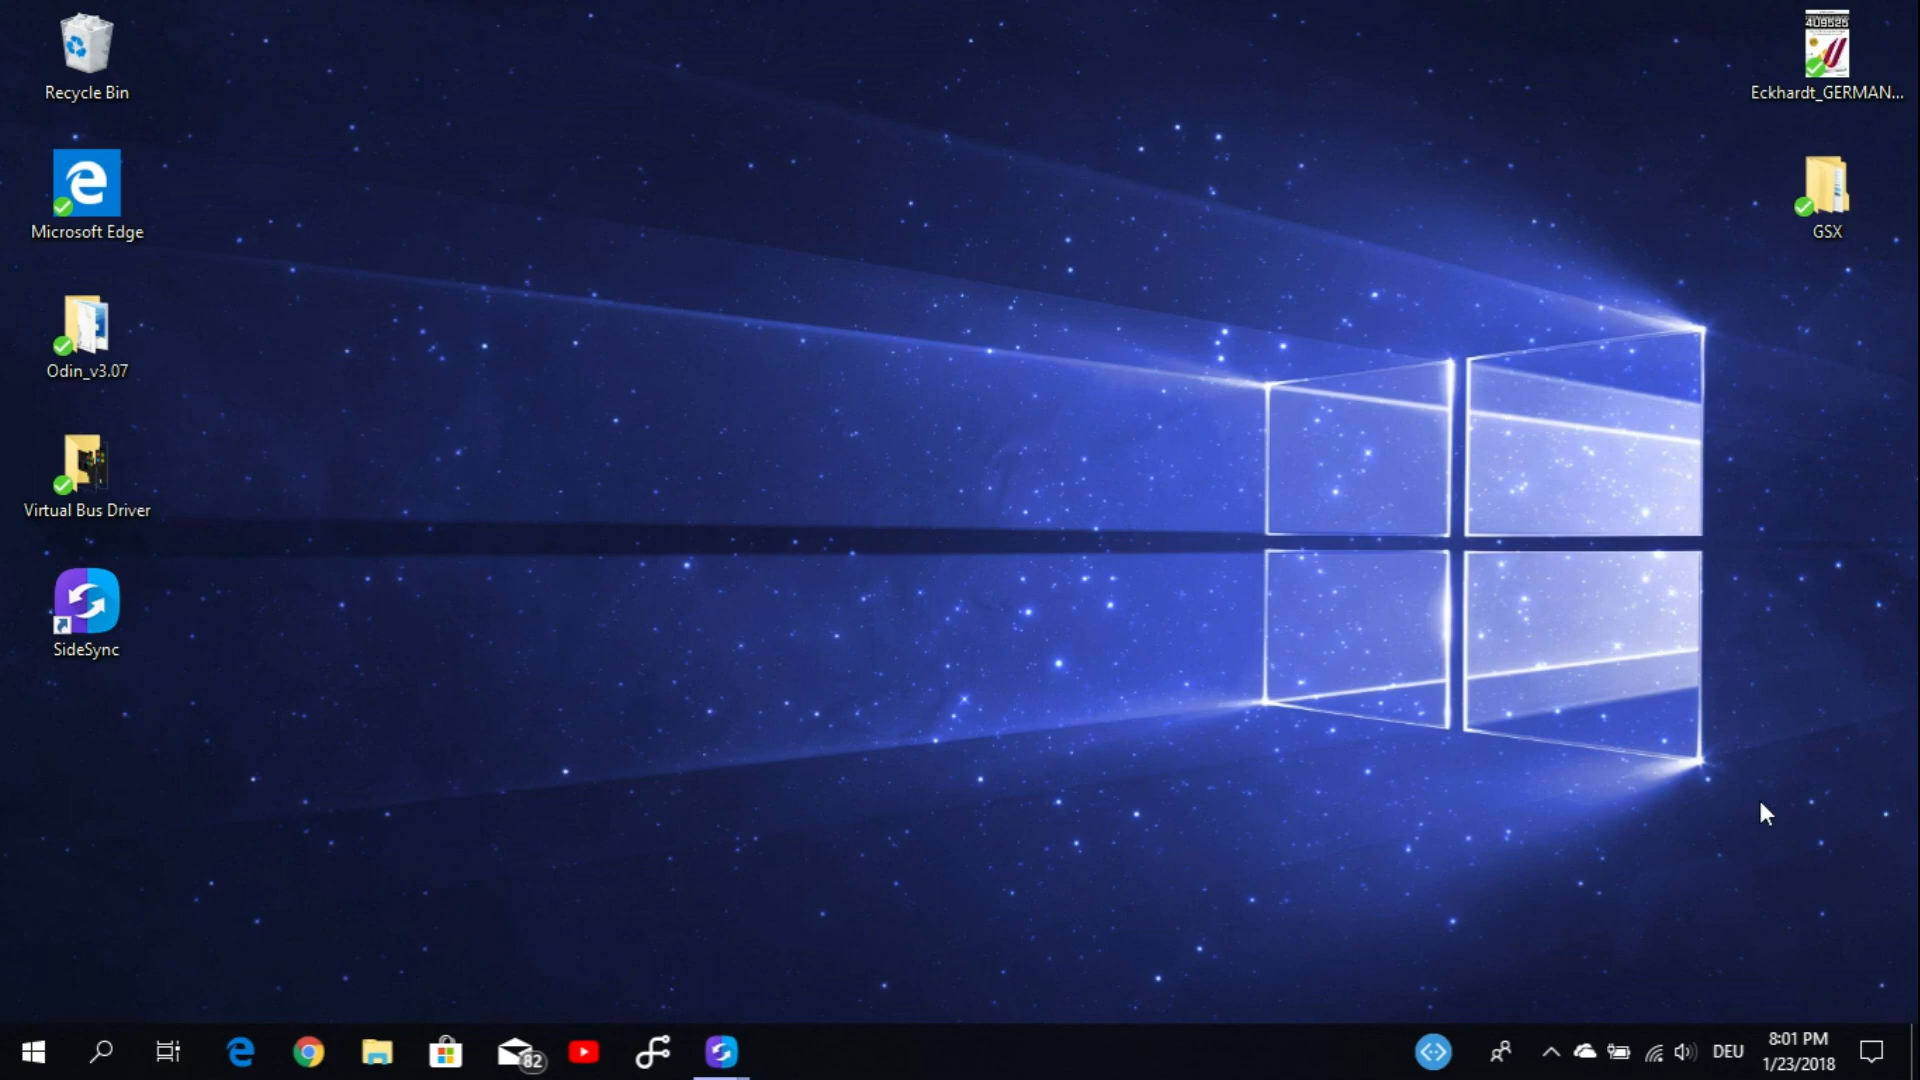 Recycle Bin
Microsoft Edge
Odin_v3.07
Virtual Bus Driver
SideSync
4U9525
Eckhardt_GERMAN...
GSX
82
DEU
8:01 PM
1/23/2018